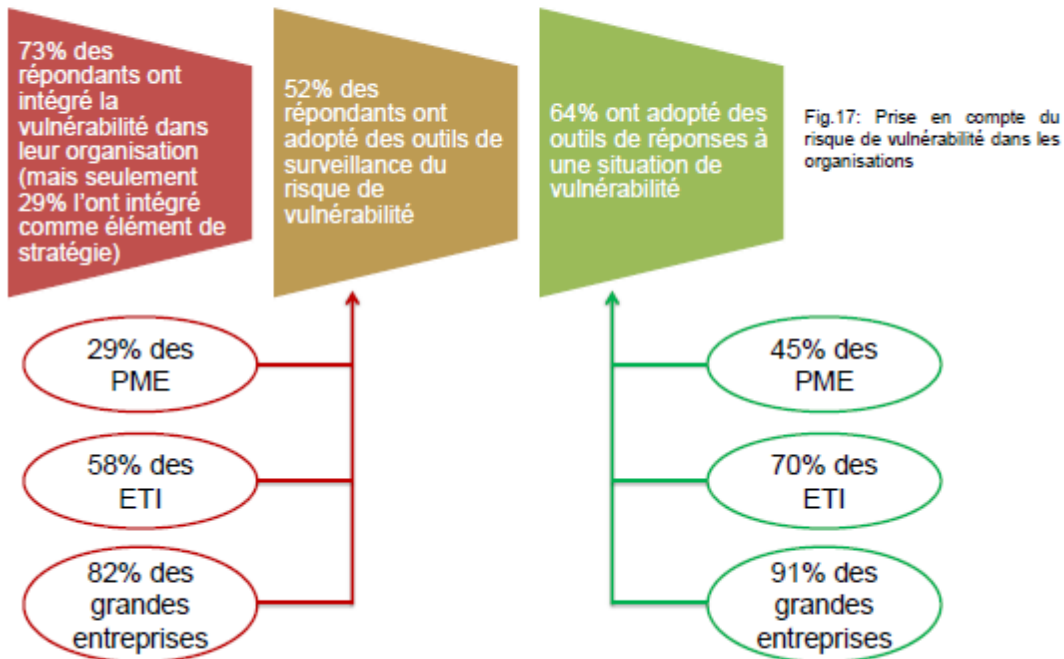 73% des
répondants ont
intégré la
vulnérabilité dans
leur organisation
(mais seulement
29% l'ont intégré
comme élément de
stratégie)
52% des
répondants ont
adopté des outils de
surveillance du
risque de
vulnérabilité
64% ont adopté des
outils de réponses à
une situation de
vulnérabilité
Fig.17: Prise en compte du
risque de vulnérabilité dans les
organisations
29% des
PME
58% des
ETI
82% des
grandes
entreprises
45% des
PME
70% des
ETI
91% des
grandes
entreprises